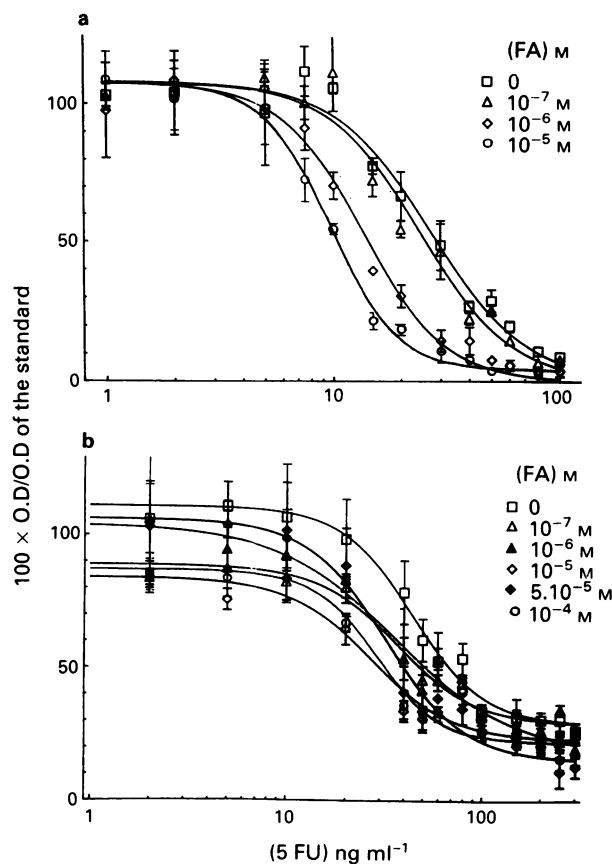 a
(FA) M
□ 0
△ 10⁻⁷ M
◇ 10⁻⁶ M
○ 10⁻⁵ M
100
50
0
1
10
100
100 × O.D/O.D of the standard
b
(FA) M
□ 0
△ 10⁻⁷ M
▲ 10⁻⁶ M
◇ 10⁻⁵ M
◆ 5.10⁻⁵ M
○ 10⁻⁴ M
100
50
0
1
10
100
(5 FU) ng ml⁻¹